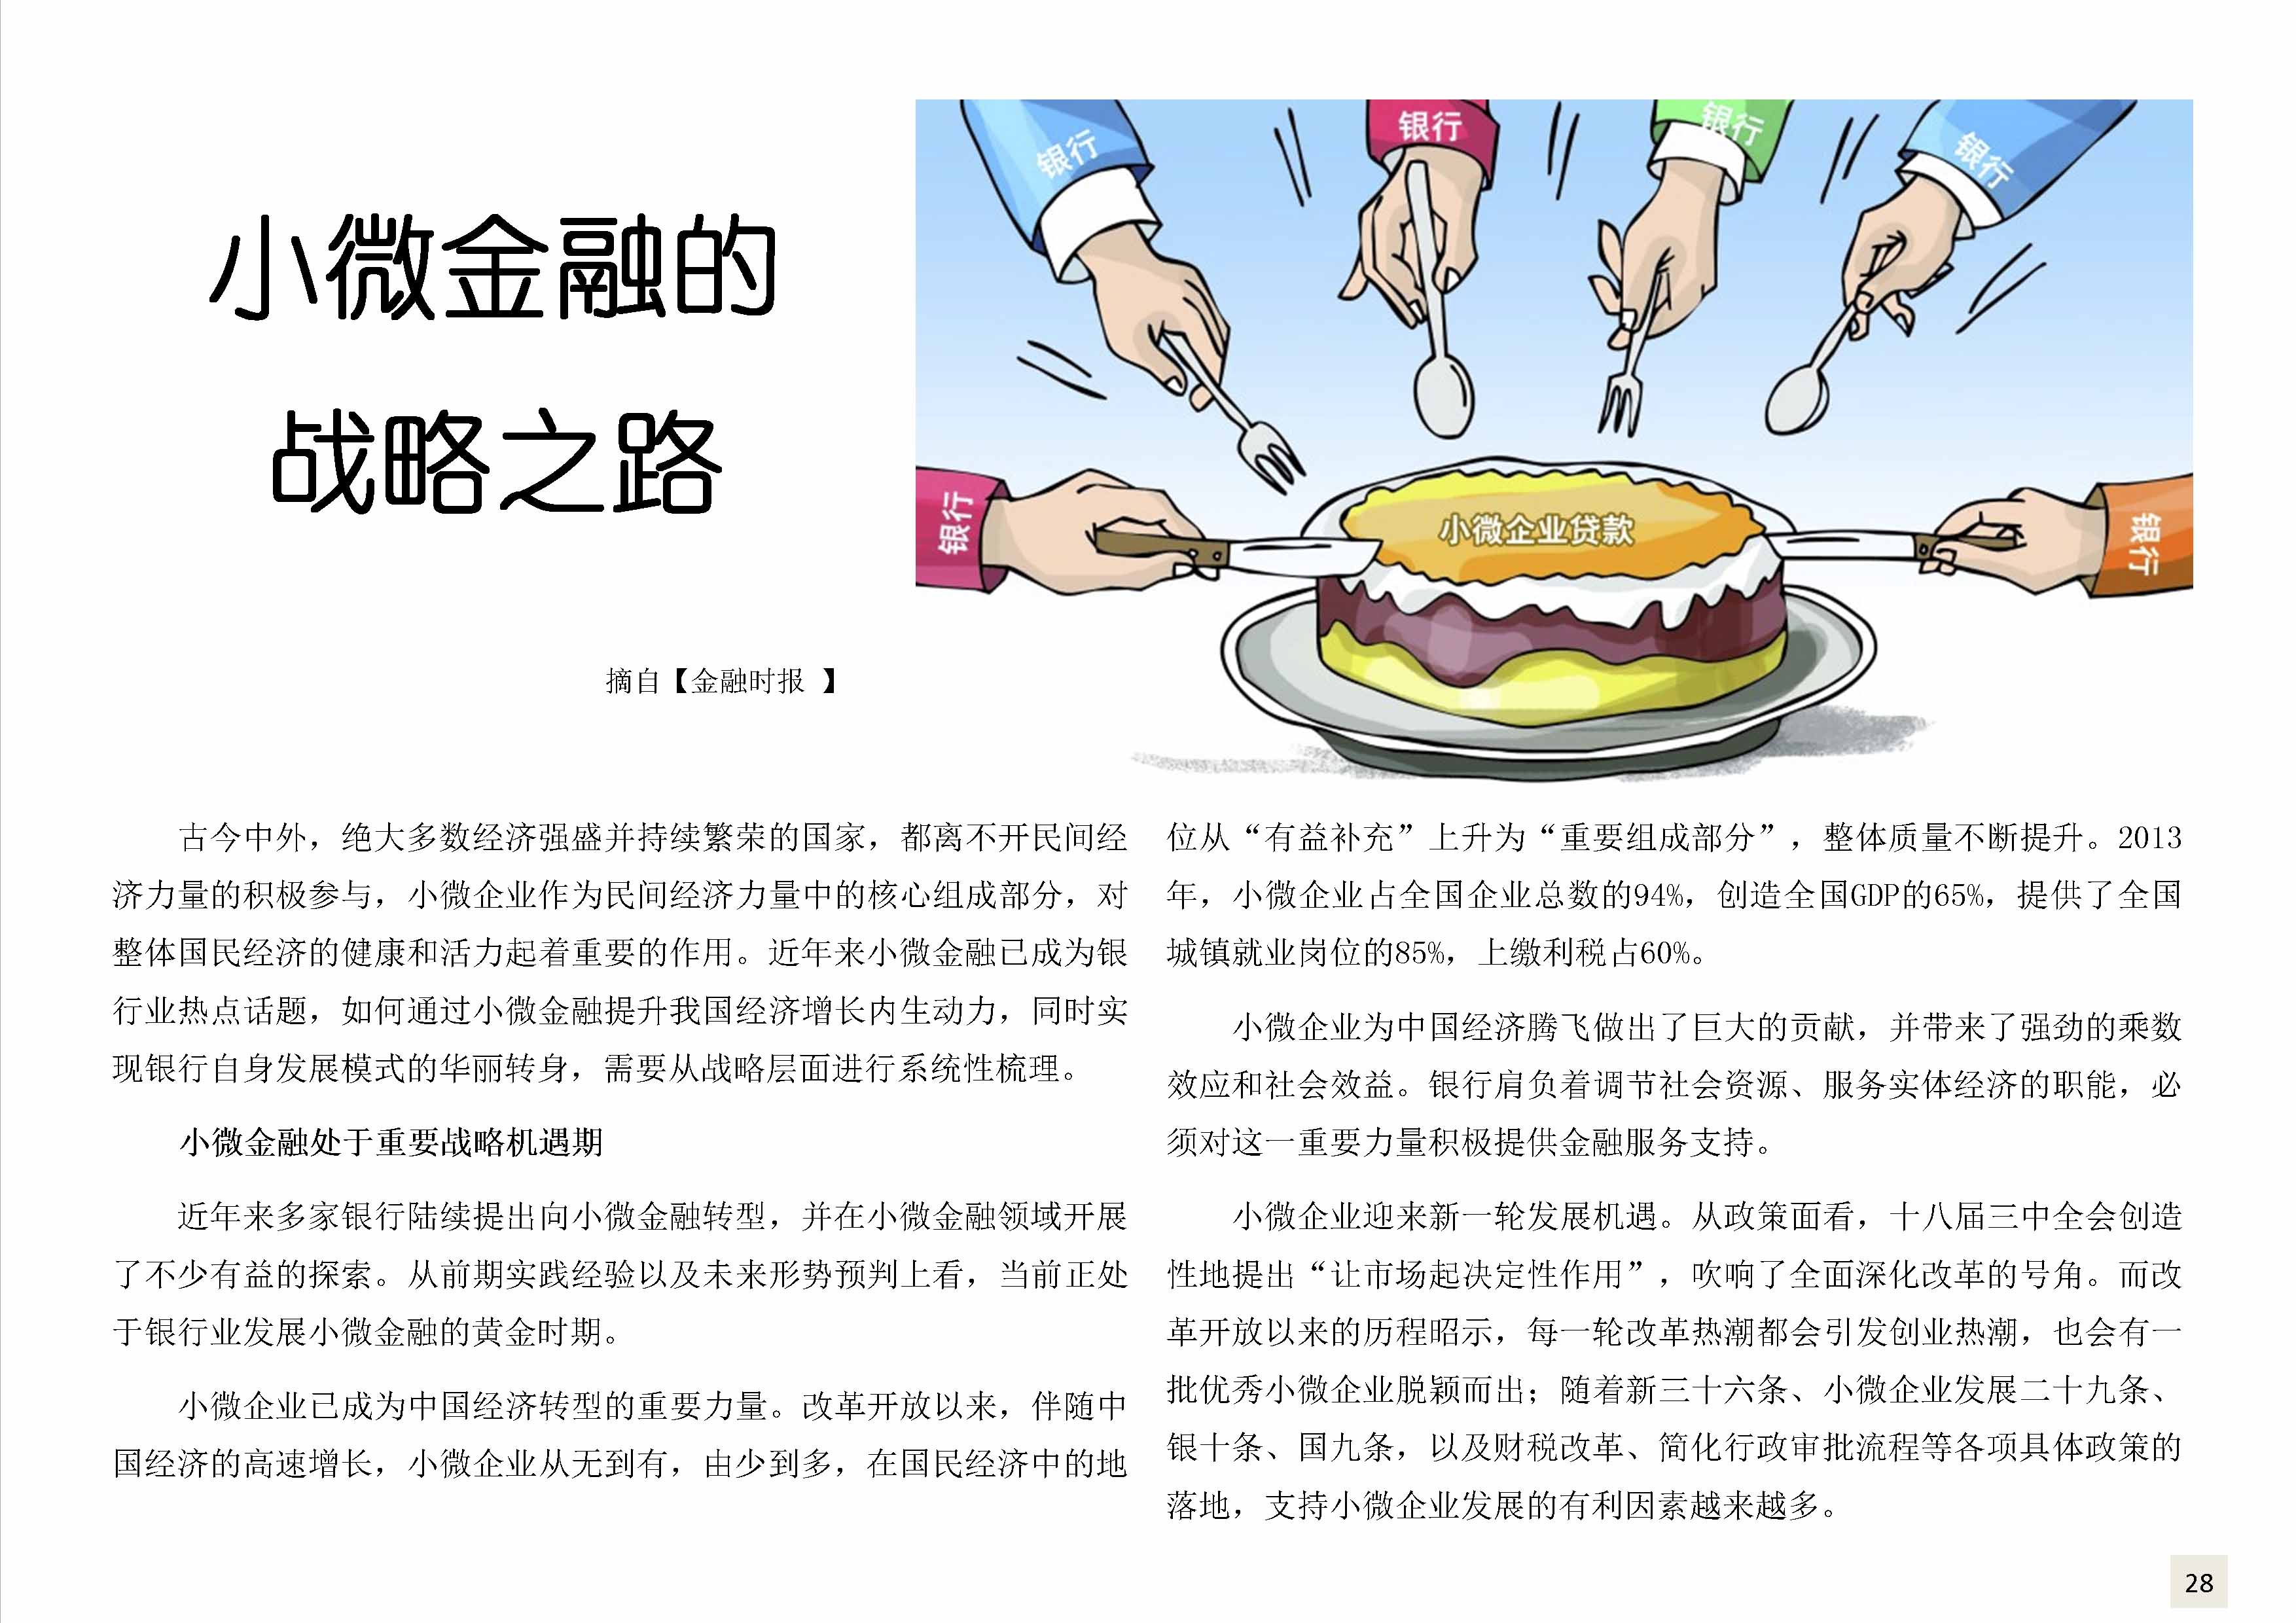 小微金融的
战略之路
摘自【金融时报 】
银行
银行
银行
银行
银行
银行
小微企业贷款
古今中外，绝大多数经济强盛并持续繁荣的国家，都离不开民间经
济力量的积极参与，小微企业作为民间经济力量中的核心组成部分，对
整体国民经济的健康和活力起着重要的作用。近年来小微金融已成为银
行业热点话题，如何通过小微金融提升我国经济增长内生动力，同时实
现银行自身发展模式的华丽转身，需要从战略层面进行系统性梳理。
小微金融处于重要战略机遇期
近年来多家银行陆续提出向小微金融转型，并在小微金融领域开展
了不少有益的探索。从前期实践经验以及未来形势预判上看，当前正处
于银行业发展小微金融的黄金时期。
小微企业已成为中国经济转型的重要力量。改革开放以来，伴随中
国经济的高速增长，小微企业从无到有，由少到多，在国民经济中的地
位从“有益补充”上升为“重要组成部分”，整体质量不断提升。2013
年，小微企业占全国企业总数的94%，创造全国GDP的65%，提供了全国
城镇就业岗位的85%，上缴利税占60%。
小微企业为中国经济腾飞做出了巨大的贡献，并带来了强劲的乘数
效应和社会效益。银行肩负着调节社会资源、服务实体经济的职能，必
须对这一重要力量积极提供金融服务支持。
小微企业迎来新一轮发展机遇。从政策面看，十八届三中全会创造
性地提出“让市场起决定性作用”，吹响了全面深化改革的号角。而改
革开放以来的历程昭示，每一轮改革热潮都会引发创业热潮，也会有一
批优秀小微企业脱颖而出；随着新三十六条、小微企业发展二十九条、
银十条、国九条，以及财税改革、简化行政审批流程等各项具体政策的
落地，支持小微企业发展的有利因素越来越多。
28